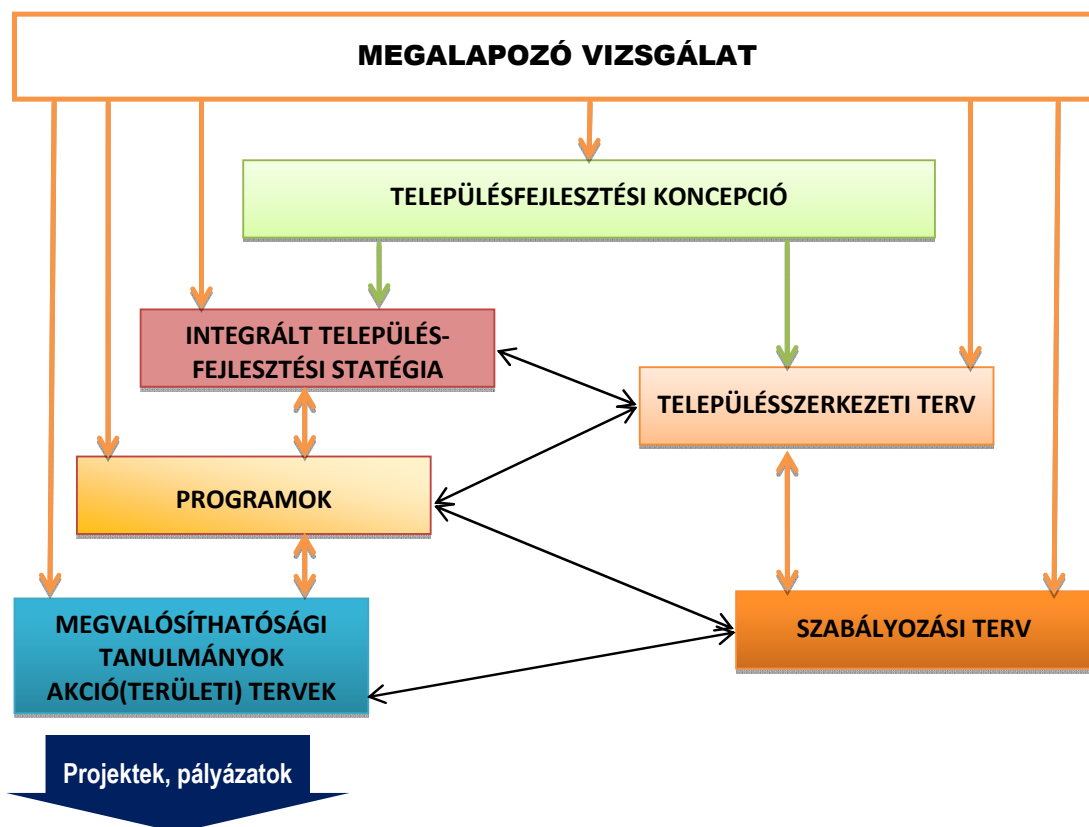 MEGALAPOZÓ VIZSGÁLAT
TELEPÜLÉSFEJLESZTÉSI KONCEPCIÓ
INTEGRÁLT TELEPÜLÉS-
FEJLESZTÉSI STATÉGIA
TELEPÜLÉSSZERKEZETI TERV
PROGRAMOK
MEGVALÓSÍTHATÓSÁGI
TANULMÁNYOK
AKCIÓ(TERÜLETI) TERVEK
SZABÁLYOZÁSI TERV
Projektek, pályázatok